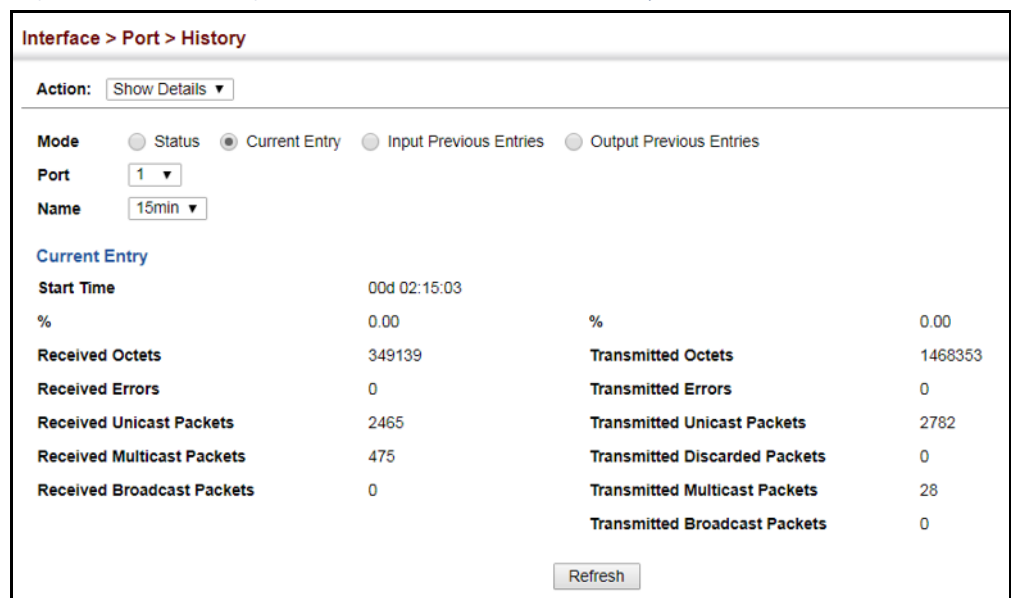 Interface > Port > History
Action: Show Details ▼
Mode Status Current Entry Input Previous Entries Output Previous Entries
Port 1 ▼
Name 15min ▼
Current Entry
Start Time 00d 02:15:03
% 0.00 % 0.00
Received Octets 349139 Transmitted Octets 1468353
Received Errors 0 Transmitted Errors 0
Received Unicast Packets 2465 Transmitted Unicast Packets 2782
Received Multicast Packets 475 Transmitted Discarded Packets 0
Received Broadcast Packets 0 Transmitted Multicast Packets 28
Transmitted Broadcast Packets 0
Refresh